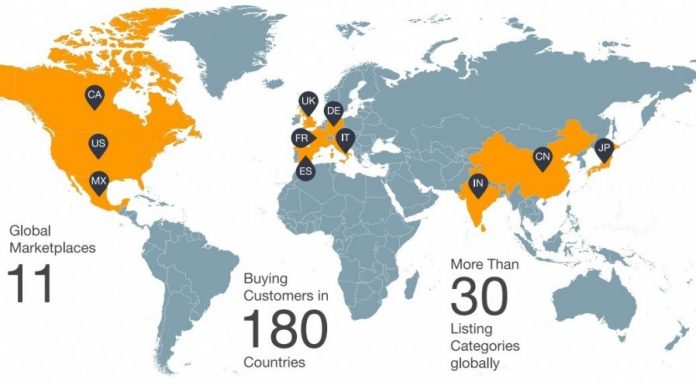 CA
US
MX
UK
DE
FR
IT
ES
CN
JP
IN
Global
Marketplaces
11
Buying
Customers in
180
Countries
More Than
30
Listing
Categories
globally